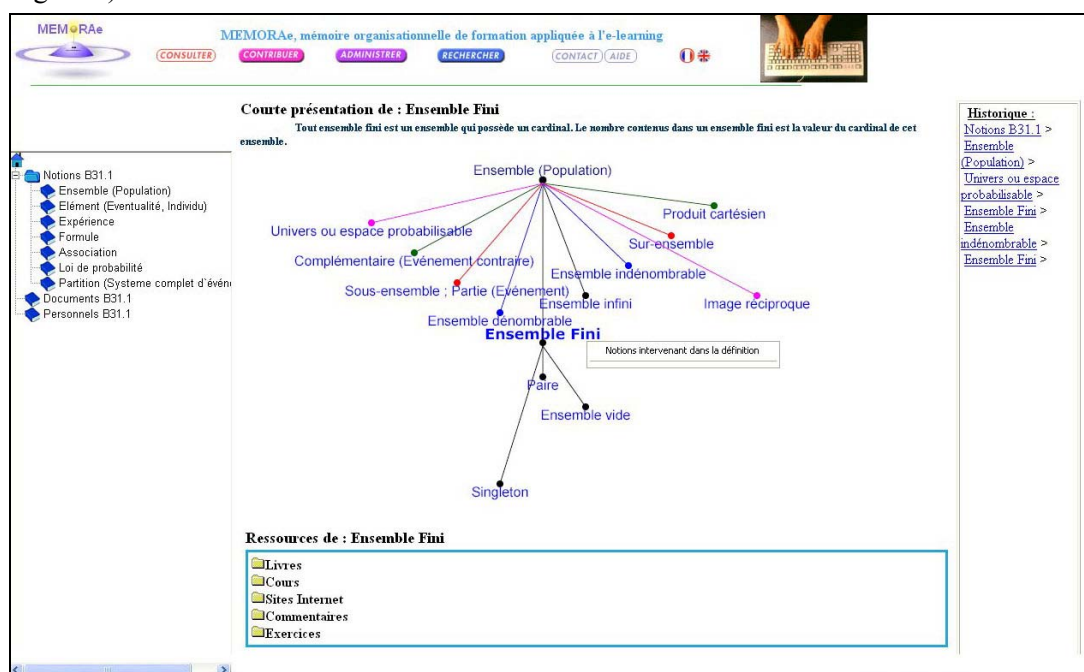 MEMORAe
MEMORAe, mémoire organisationnelle de formation appliquée à l'e-learning
CONSULTER CONTRIBUER ADMINISTRER RECHERCHER CONTACT AIDE
Courte présentation de : Ensemble Fini
Tout ensemble fini est un ensemble qui possède un cardinal. Le nombre contenus dans un ensemble fini est la valeur du cardinal de cet
ensemble.
Notions B31.1
Ensemble (Population)
Elément (Eventualité, Individu)
Expérience
Formule
Association
Loi de probabilité
Partition (Systeme complet d'événe
Documents B31.1
Personnels B31.1
Ensemble (Population)
Produit cartésien
Univers ou espace probabilisable
Sur-ensemble
Complémentaire (Evénement contraire)
Ensemble indénombrable
Sous-ensemble ; Partie (Evénement)
Ensemble infini
Image réciproque
Ensemble dénombrable
Ensemble Fini
Notions intervenant dans la définition
Paire
Ensemble vide
Singleton
Ressources de : Ensemble Fini
Livres
Cours
Sites Internet
Commentaires
Exercices
Historique :
Notions B31.1 >
Ensemble
(Population) >
Univers ou espace
probabilisable >
Ensemble Fini >
Ensemble
indénombrable >
Ensemble Fini >